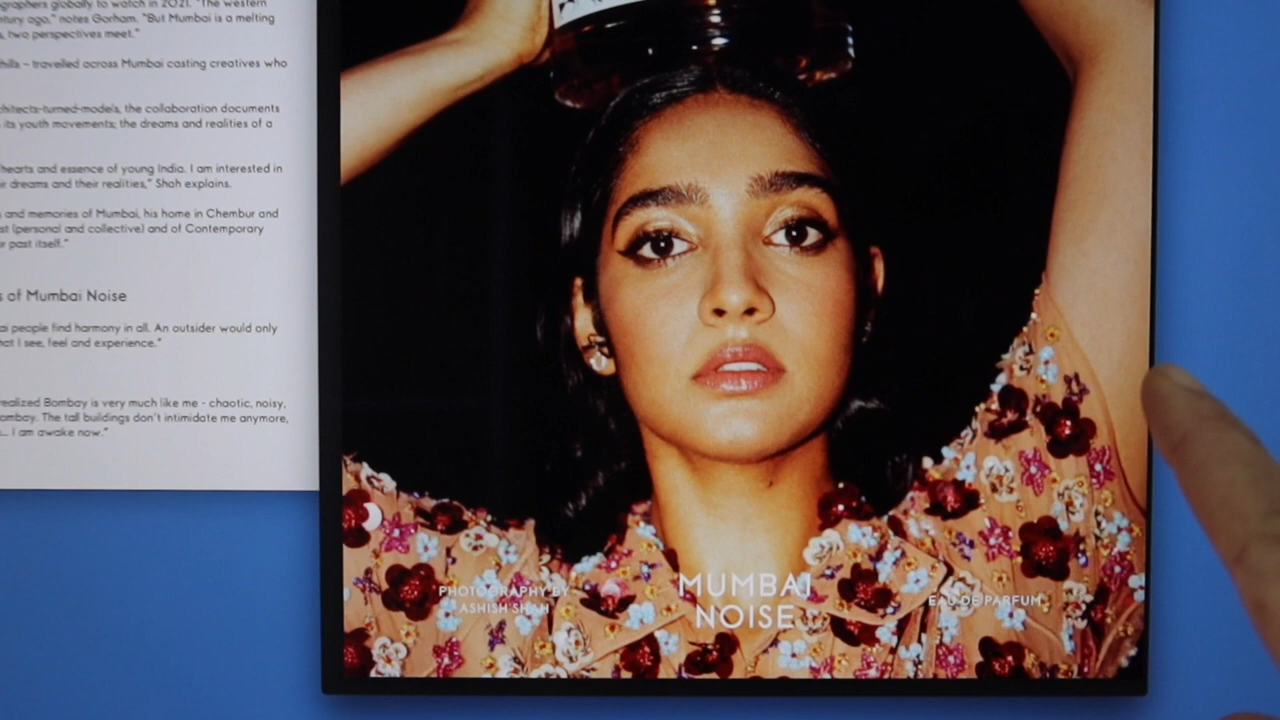 ographers globally to watch in 2021. "The western
ntury ago," notes Gorham. "But Mumbai is a melting
s, two perspectives meet."
hills – travelled across Mumbai casting creatives who
chitects-turned-models, the collaboration documents
its youth movements; the dreams and realities of a
hearts and essence of young India. I am interested in
ir dreams and their realities," Shah explains.
and memories of Mumbai, his home in Chembur and
st (personal and collective) and of Contemporary
r past itself."
s of Mumbai Noise
ai people find harmony in all. An outsider would only
hat I see, feel and experience."
realized Bombay is very much like me - chaotic, noisy,
ombay. The tall buildings don't intimidate me anymore,
... I am awake now."
PHOTOGRAPHY BY
ASHISH SHAH
MUMBAI
NOISE
EAU DE PARFUM